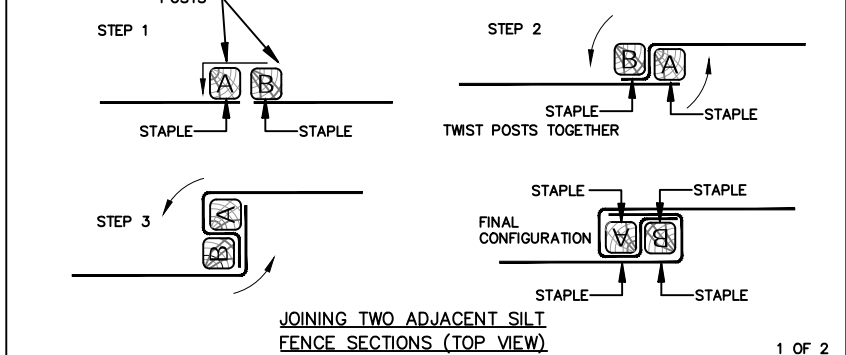 POSTS
STEP 1
A B
STAPLE
STAPLE
STEP 2
B A
STAPLE
STAPLE
TWIST POSTS TOGETHER
STEP 3
A
B
STAPLE
STAPLE
FINAL
CONFIGURATION
A B
STAPLE
STAPLE
JOINING TWO ADJACENT SILT
FENCE SECTIONS (TOP VIEW)
1 OF 2